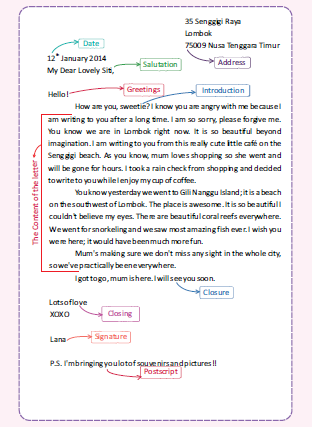 35 Senggigi Raya
Lombok
75009 Nusa Tenggara Timur
Address
Date
12th January 2014
My Dear Lovely Siti,
Salutation
Hello!
Greetings
Introduction
How are you, sweetie? I know you are angry with me because I
am writing to you after a long time. I am so sorry, please forgive me.
You know we are in Lombok right now. It is so beautiful beyond
imagination. I am writing to you from this really cute little café on the
Senggigi beach. As you know, mum loves shopping so she went and
will be gone for hours. I took a rain check from shopping and decided
to write to you while I enjoy my cup of coffee.
You know yesterday we went to Gili Nanggu Island; it is a beach
on the southwest of Lombok. The place is awesome. It is so beautiful I
couldn't believe my eyes. There are beautiful coral reefs everywhere.
We went for snorkeling and we saw most amazing fish ever. I wish you
were here; it would have been much more fun.
Mum's making sure we don't miss any sight in the whole city,
so we've practically been everywhere.
I got to go, mum is here. I will see you soon.
The Content of the letter
Closure
Lots of love
XOXO
Closing
Lana
Signature
P.S. I'm bringing you lot of souvenirs and pictures!!
Postscript